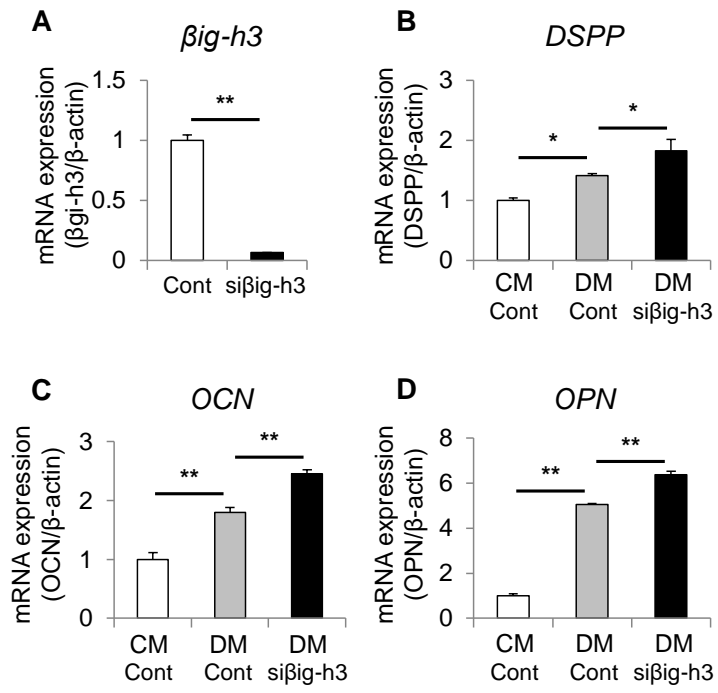 A
βig-h3
mRNA expression
(βgi-h3/β-actin)
1.5
1
0.5
0
**
Cont
siβig-h3
B
DSPP
mRNA expression
(DSPP/β-actin)
3
2
1
0
*
*
CM
Cont
DM
Cont
DM
siβig-h3
C
OCN
mRNA expression
(OCN/β-actin)
3
2
1
0
**
**
CM
Cont
DM
Cont
DM
siβig-h3
D
OPN
mRNA expression
(OPN/β-actin)
8
6
4
2
0
**
**
CM
Cont
DM
Cont
DM
siβig-h3